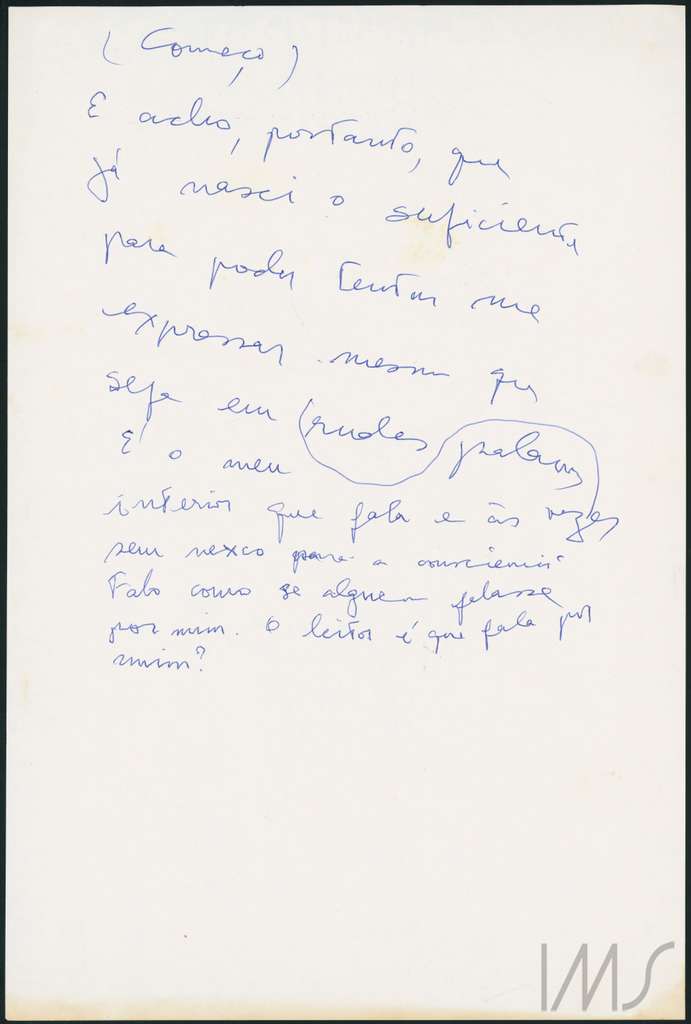 ( Começo )
E acho, portanto, que
já nasci o suficiente
para poder tentar me
expressar mesmo que
seja em rudes palavras
É o meu
interior que fala e às vezes
sem nexo para a consciência
Falo como se alguem falasse
por mim. O leitor é que fala por
mim?
IMS